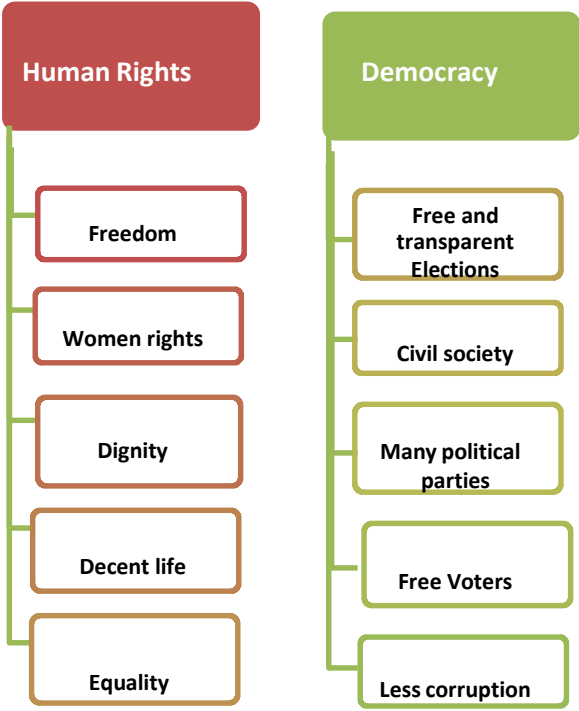 Human Rights
Freedom
Women rights
Dignity
Decent life
Equality
Democracy
Free and
transparent
Elections
Civil society
Many political
parties
Free Voters
Less corruption